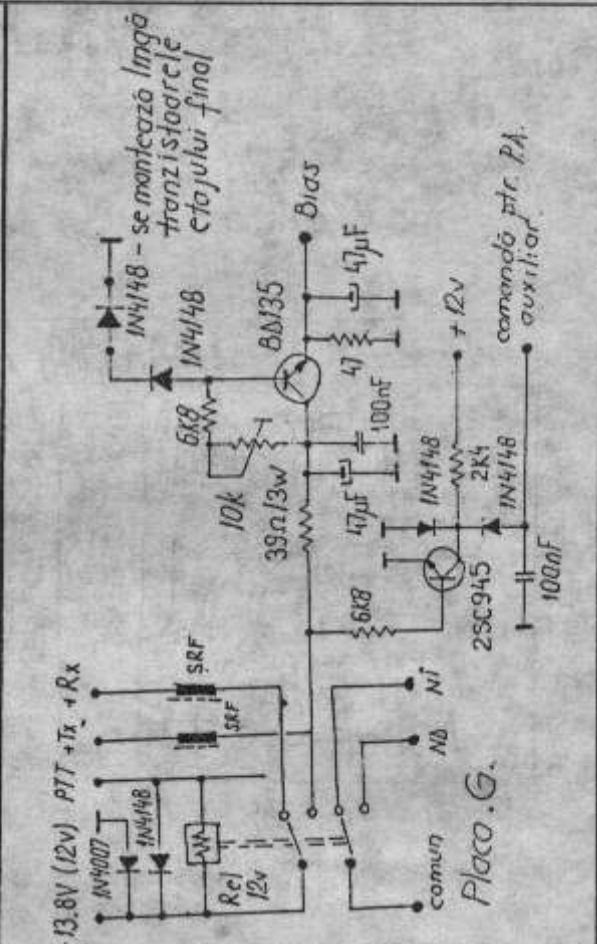 13.8V (12v)
PTT
+Tx
+Rx
1N4007
1N4148
Rel
12v
SRF
SRF
comun
ND
Ni
Placa .G.
1N4148 - se montează lîngă
tranzistoarele
etajului final
1N4148
6K8
10k
39Ω/3W
BD135
Bias
47µF
47
100nF
47µF
6K8
2SC945
1N4148
2K4
1N4148
+12v
100nF
comandă ptr. P.A.
auxiliar.